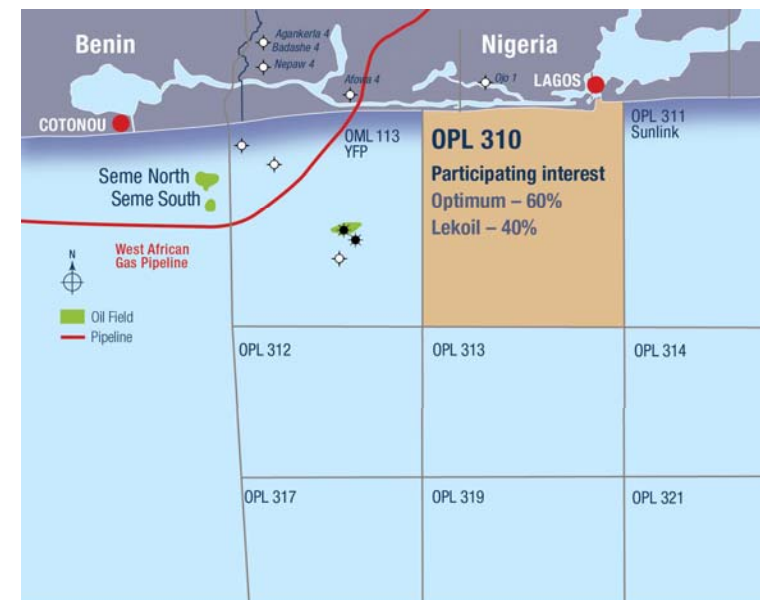 Benin
Nigeria
Agankerla 4
Badashe 4
Nepaw 4
Afowa 4
Ojo 1
LAGOS
COTONOU
OML 113
YFP
OPL 310
Participating interest
Optimum – 60%
Lekoil – 40%
OPL 311
Sunlink
Seme North
Seme South
West African
Gas Pipeline
N
Oil Field
Pipeline
OPL 312
OPL 313
OPL 314
OPL 317
OPL 319
OPL 321